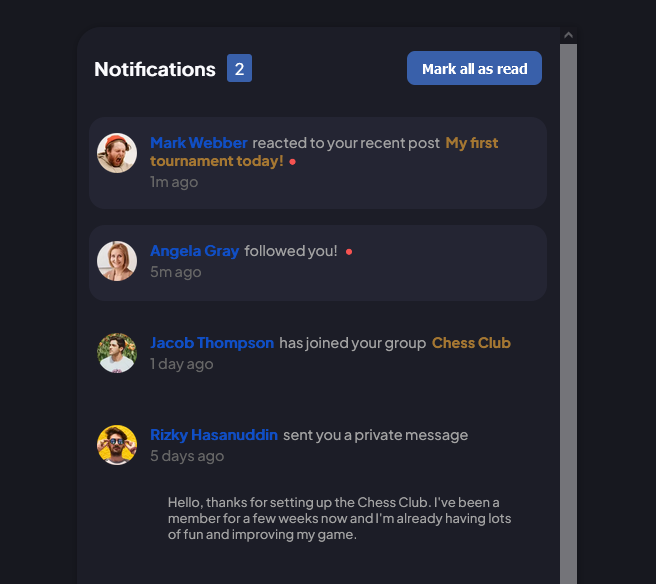 Notifications 2 Mark all as read
Mark Webber reacted to your recent post My first
tournament today!
1m ago
Angela Gray followed you!
5m ago
Jacob Thompson has joined your group Chess Club
1 day ago
Rizky Hasanuddin sent you a private message
5 days ago
Hello, thanks for setting up the Chess Club. I've been a
member for a few weeks now and I'm already having lots
of fun and improving my game.